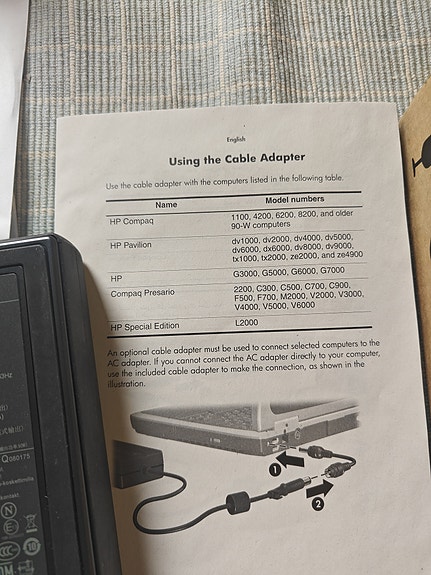 English
Using the Cable Adapter
Use the cable adapter with the computers listed in the following table.
Name Model numbers
HP Compaq 1100, 4200, 6200, 8200, and older
90-W computers
HP Pavilion dv1000, dv2000, dv4000, dv5000,
dv6000, dx6000, dv8000, dv9000,
tx1000, tx2000, ze2000, and ze4900
HP G3000, G5000, G6000, G7000
Compaq Presario 2200, C300, C500, C700, C900,
F500, F700, M2000, V2000, V3000,
V4000, V5000, V6000
HP Special Edition L2000
An optional cable adapter must be used to connect selected computers to the
AC adapter. If you cannot connect the AC adapter directly to your computer,
use the included cable adapter to make the connection, as shown in the
illustration.
1
2
3Hz
Q080175